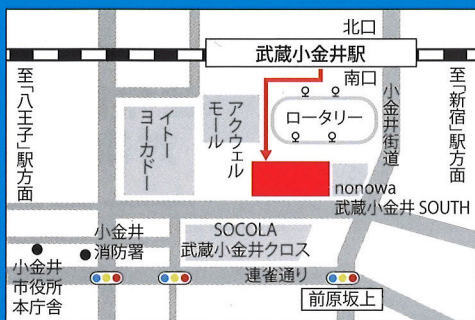 北口
武蔵小金井駅
南口
至「八王子」駅方面
至「新宿」駅方面
イトー
ヨーカドー
アクウェル
モール
ロータリー
小金井街道
nonowa
武蔵小金井 SOUTH
小金井
消防署
SOCOLA
武蔵小金井クロス
小金井
市役所
本庁舎
連雀通り
前原坂上